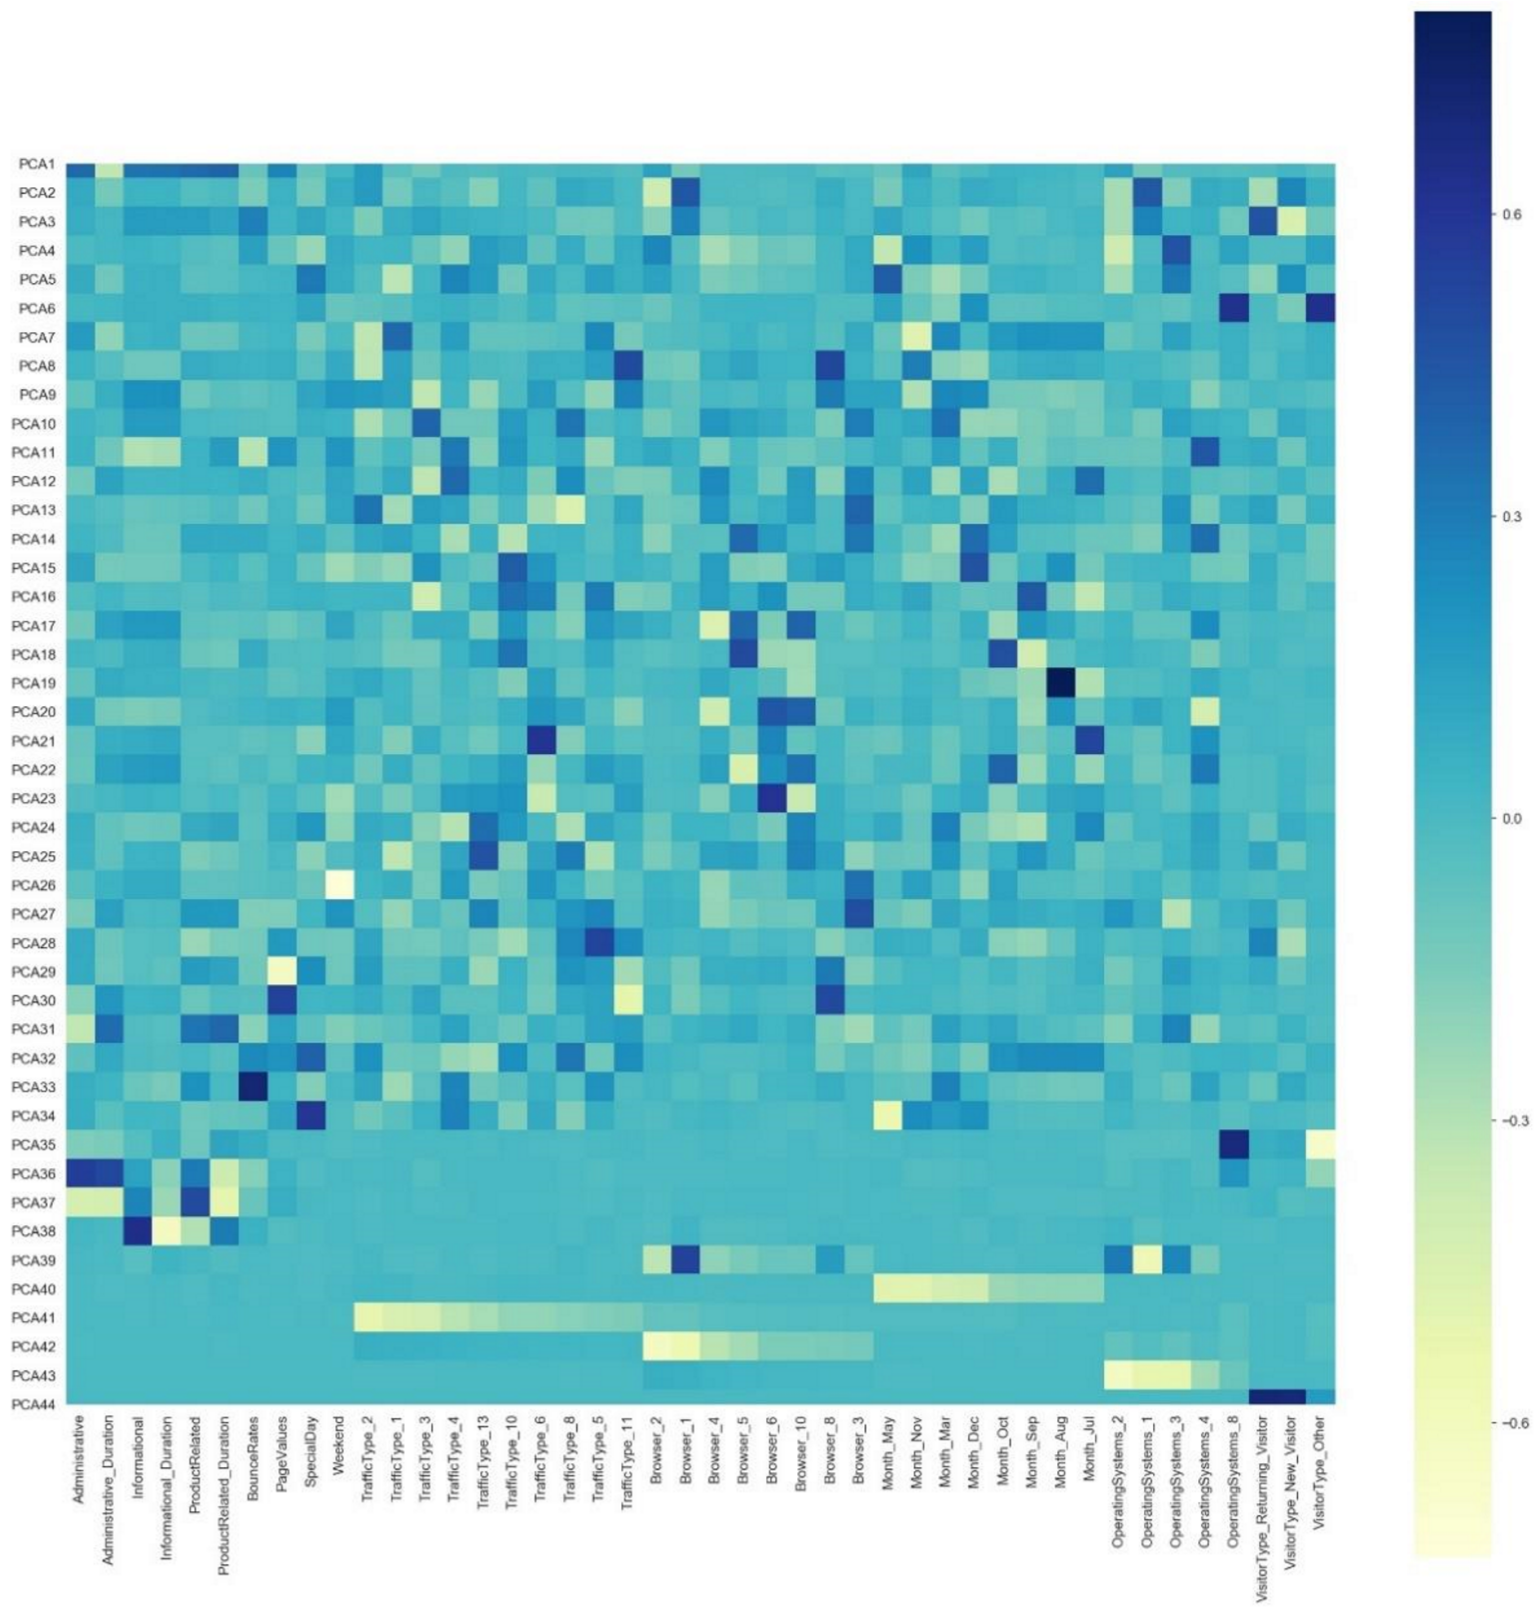 PCA1
PCA2
PCA3
PCA4
PCA5
PCA6
PCA7
PCA8
PCA9
PCA10
PCA11
PCA12
PCA13
PCA14
PCA15
PCA16
PCA17
PCA18
PCA19
PCA20
PCA21
PCA22
PCA23
PCA24
PCA25
PCA26
PCA27
PCA28
PCA29
PCA30
PCA31
PCA32
PCA33
PCA34
PCA35
PCA36
PCA37
PCA38
PCA39
PCA40
PCA41
PCA42
PCA43
PCA44
Administrative
Administrative_Duration
Informational
Informational_Duration
ProductRelated
ProductRelated_Duration
BounceRates
PageValues
SpecialDay
Weekend
TrafficType_2
TrafficType_1
TrafficType_3
TrafficType_4
TrafficType_13
TrafficType_10
TrafficType_6
TrafficType_8
TrafficType_5
TrafficType_11
Browser_2
Browser_1
Browser_4
Browser_5
Browser_6
Browser_10
Browser_8
Browser_3
Month_May
Month_Nov
Month_Mar
Month_Dec
Month_Oct
Month_Sep
Month_Aug
Month_Jul
OperatingSystems_2
OperatingSystems_1
OperatingSystems_3
OperatingSystems_4
OperatingSystems_8
VisitorType_Returning_Visitor
VisitorType_New_Visitor
VisitorType_Other
0.6
0.3
0.0
−0.3
−0.6